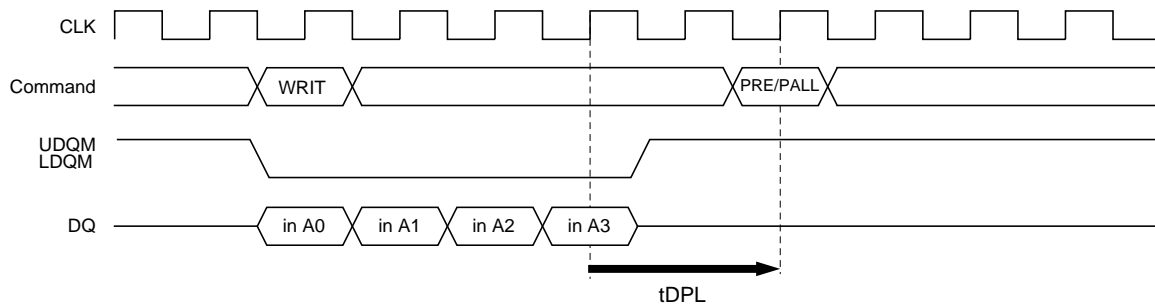 CLK
Command
WRIT
PRE/PALL
UDQM
LDQM
DQ
in A0
in A1
in A2
in A3
tDPL